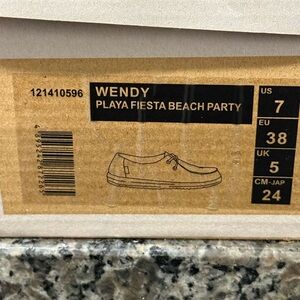 121410596
WENDY
PLAYA FIESTA BEACH PARTY
US
7
EU
38
UK
5
CM-JAP
24